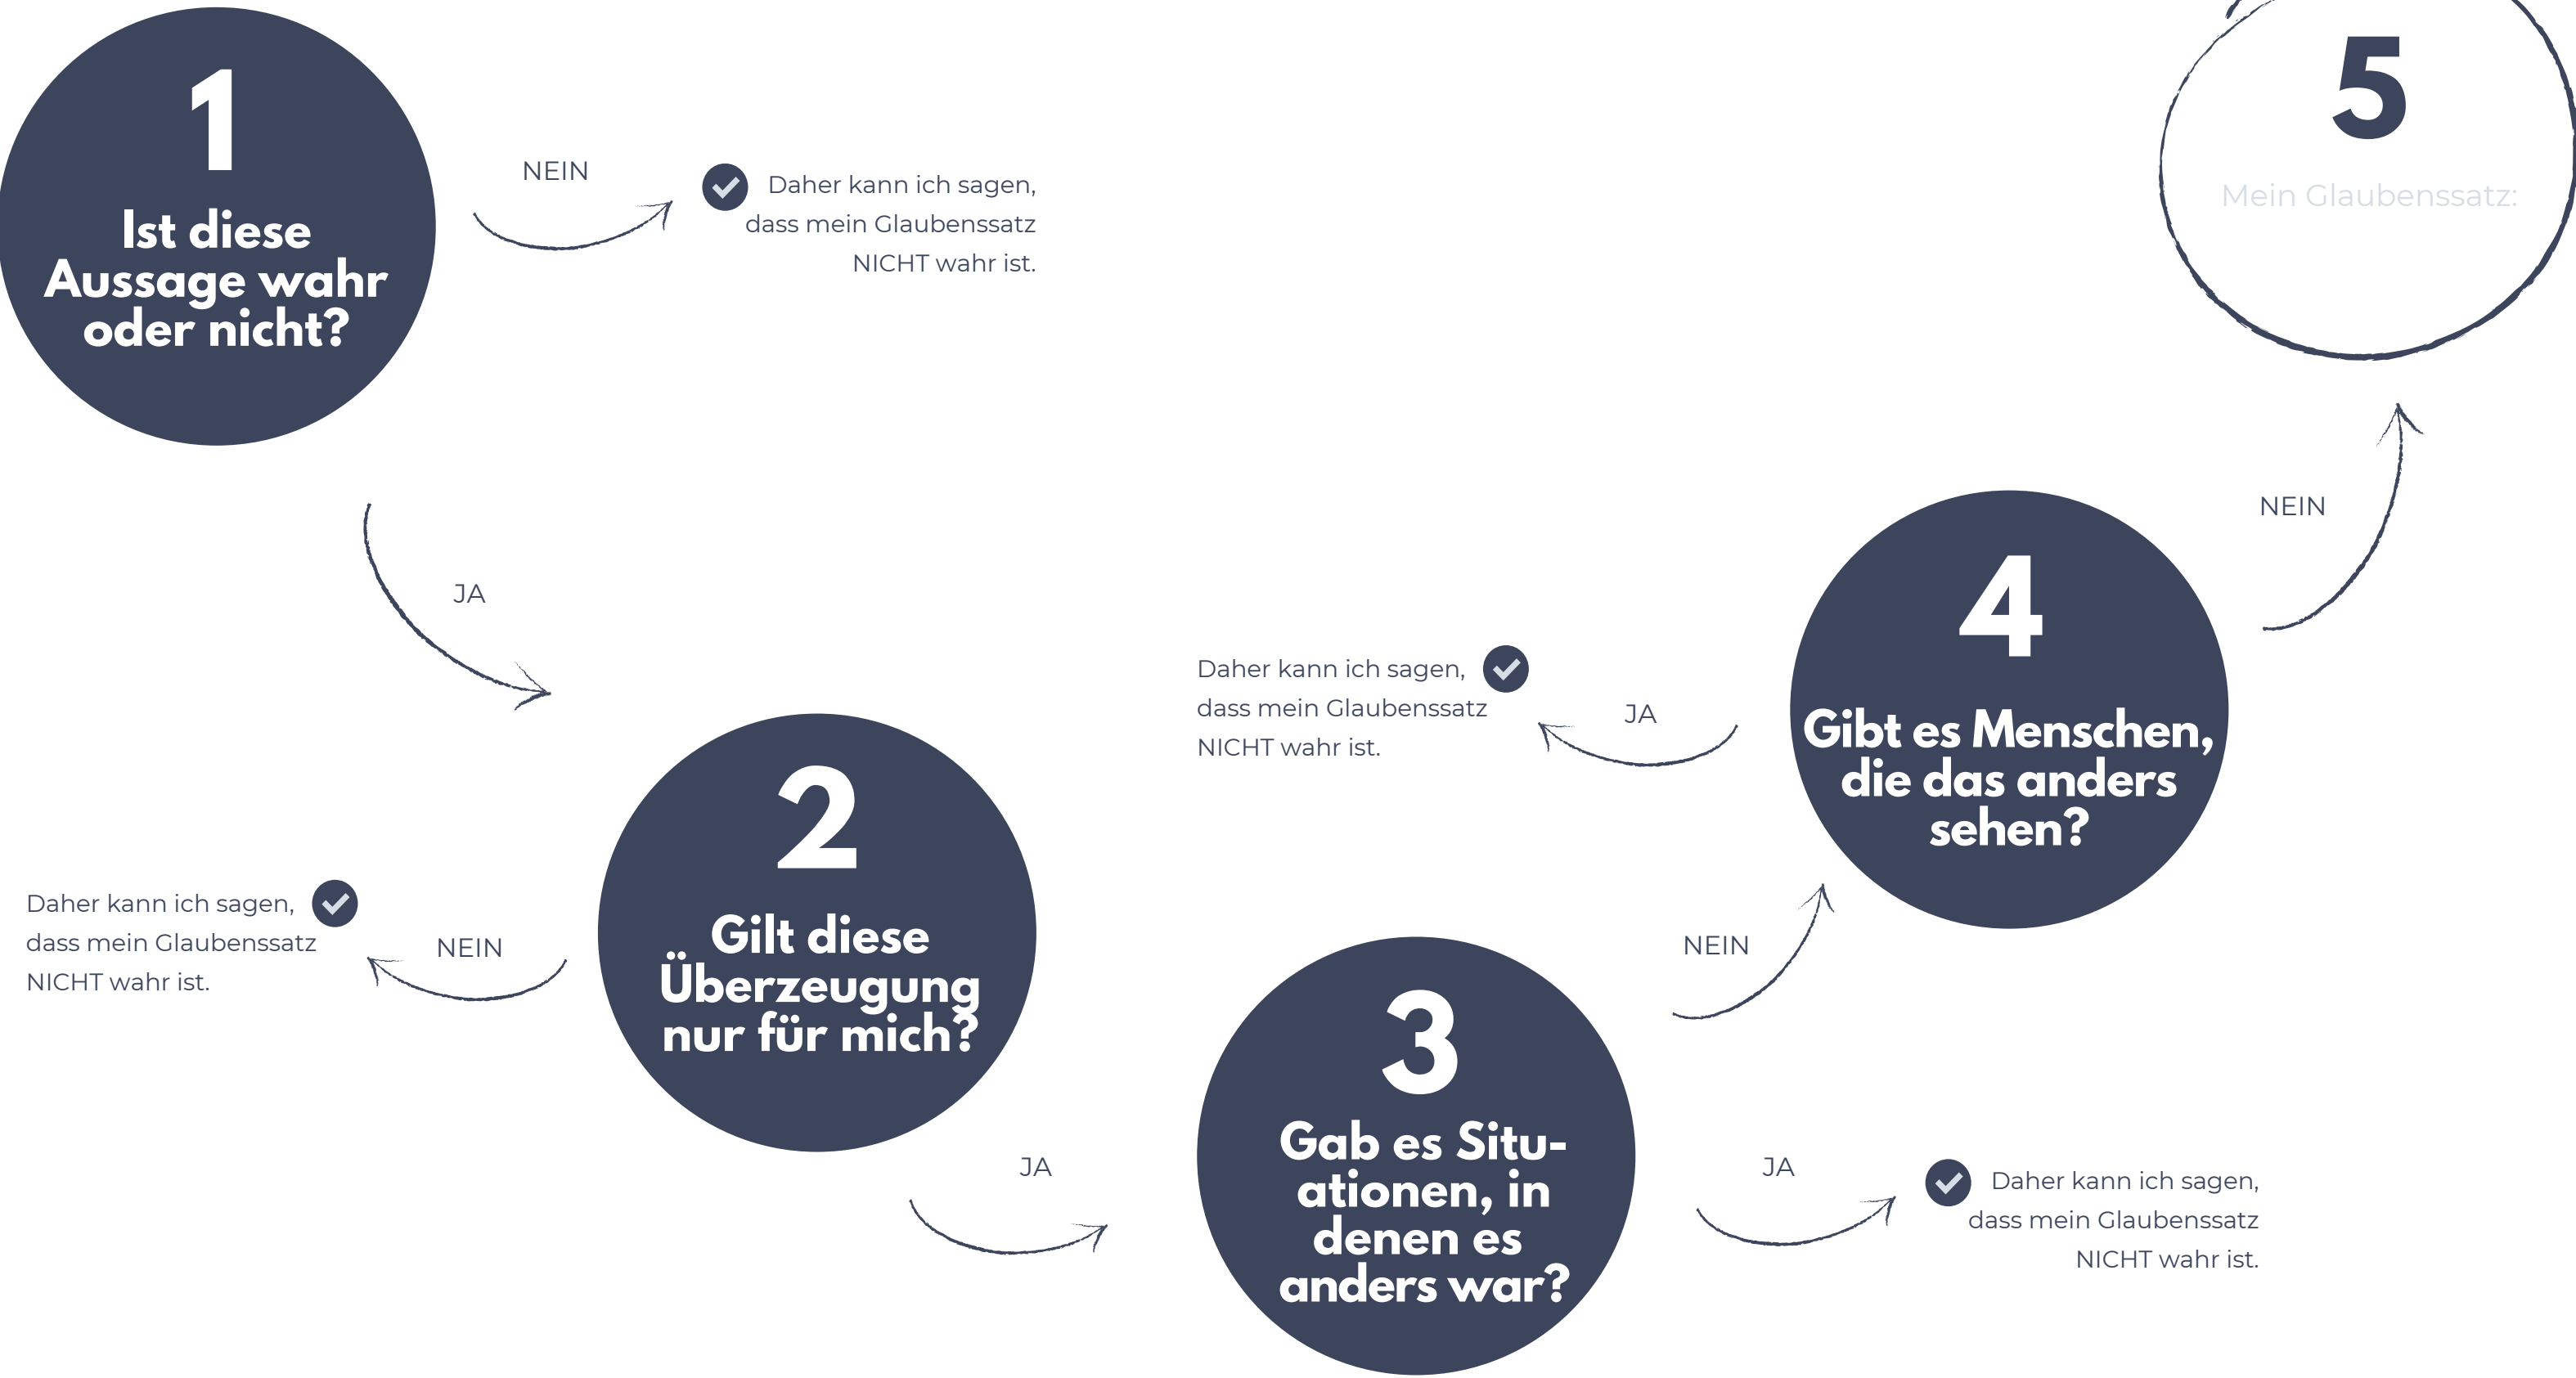 1
Ist diese
Aussage wahr
oder nicht?
NEIN
Daher kann ich sagen,
dass mein Glaubenssatz
NICHT wahr ist.
JA
2
Gilt diese
Überzeugung
nur für mich?
NEIN
Daher kann ich sagen,
dass mein Glaubenssatz
NICHT wahr ist.
JA
3
Gab es Situ-
ationen, in
denen es
anders war?
JA
Daher kann ich sagen,
dass mein Glaubenssatz
NICHT wahr ist.
NEIN
4
Gibt es Menschen,
die das anders
sehen?
JA
Daher kann ich sagen,
dass mein Glaubenssatz
NICHT wahr ist.
NEIN
5
Mein Glaubenssatz: